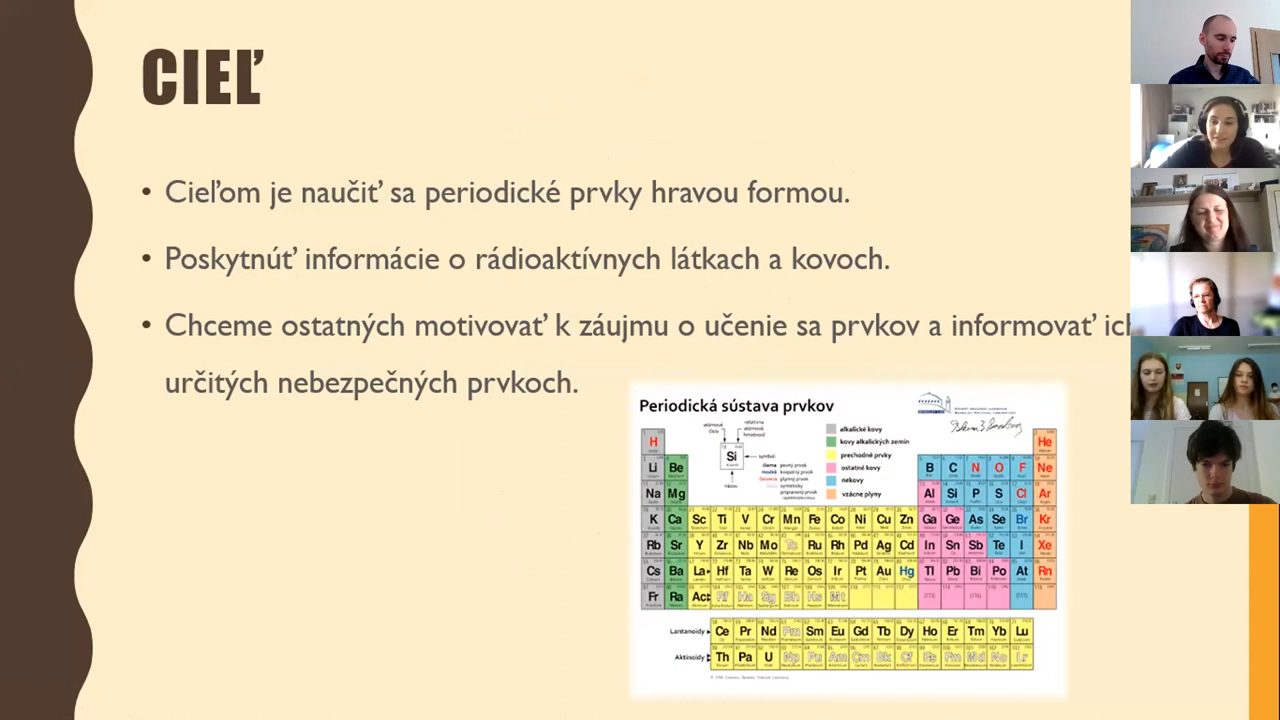 CIEĽ
• Cieľom je naučiť sa periodické prvky hravou formou.
• Poskytnúť informácie o rádioaktívnych látkach a kovoch.
• Chceme ostatných motivovať k záujmu o učenie sa prvkov a informovať
určitých nebezpečných prvkoch.
Periodická sústava prvkov
alkalické kovy
kovy alkalických zemín
prechodné prvky
ostatné kovy
nekovy
vzácne plyny
Si
H He
Li Be B C N O F Ne
Na Mg Al Si P S Cl Ar
K Ca Sc Ti V Cr Mn Fe Co Ni Cu Zn Ga Ge As Se Br Kr
Rb Sr Y Zr Nb Mo Tc Ru Rh Pd Ag Cd In Sn Sb Te I Xe
Cs Ba La Hf Ta W Re Os Ir Pt Au Hg Tl Pb Bi Po At Rn
Fr Ra Ac Rf Ha Sg Bh Hs Mt
Lantanoidy Ce Pr Nd Pm Sm Eu Gd Tb Dy Ho Er Tm Yb Lu
Aktinoidy Th Pa U Np Pu Am Cm Bk Cf Es Fm Md No Lr